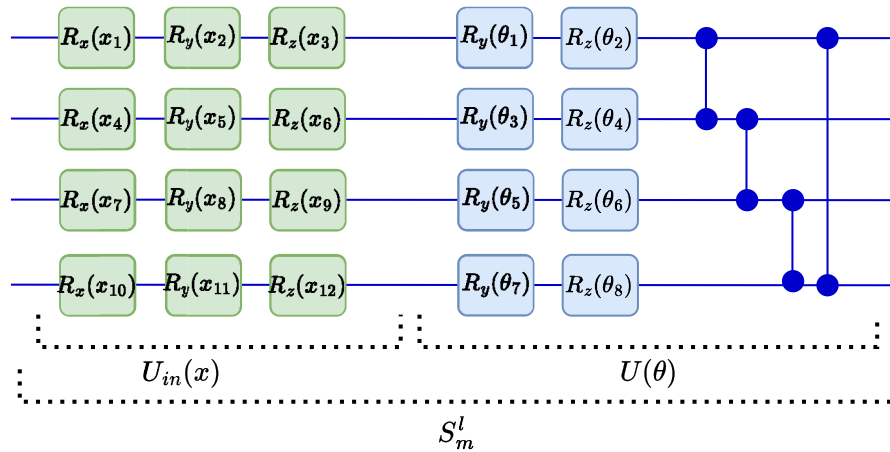 Rx(x1) Ry(x2) Rz(x3) Ry(θ1) Rz(θ2)
Rx(x4) Ry(x5) Rz(x6) Ry(θ3) Rz(θ4)
Rx(x7) Ry(x8) Rz(x9) Ry(θ5) Rz(θ6)
Rx(x10) Ry(x11) Rz(x12) Ry(θ7) Rz(θ8)
Uin(x) U(θ)
S^l_m